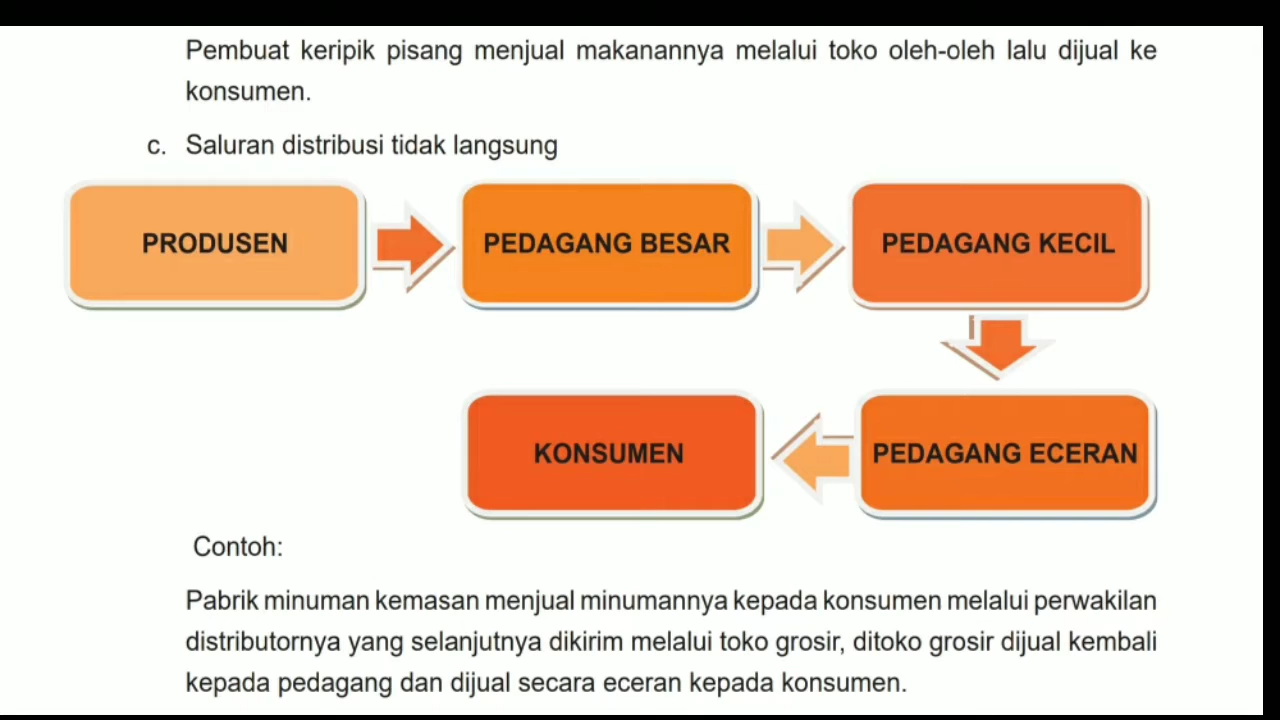 Pembuat keripik pisang menjual makanannya melalui toko oleh-oleh lalu dijual ke
konsumen.
c. Saluran distribusi tidak langsung
PRODUSEN
PEDAGANG BESAR
PEDAGANG KECIL
PEDAGANG ECERAN
KONSUMEN
Contoh:
Pabrik minuman kemasan menjual minumannya kepada konsumen melalui perwakilan
distributornya yang selanjutnya dikirim melalui toko grosir, ditoko grosir dijual kembali
kepada pedagang dan dijual secara eceran kepada konsumen.